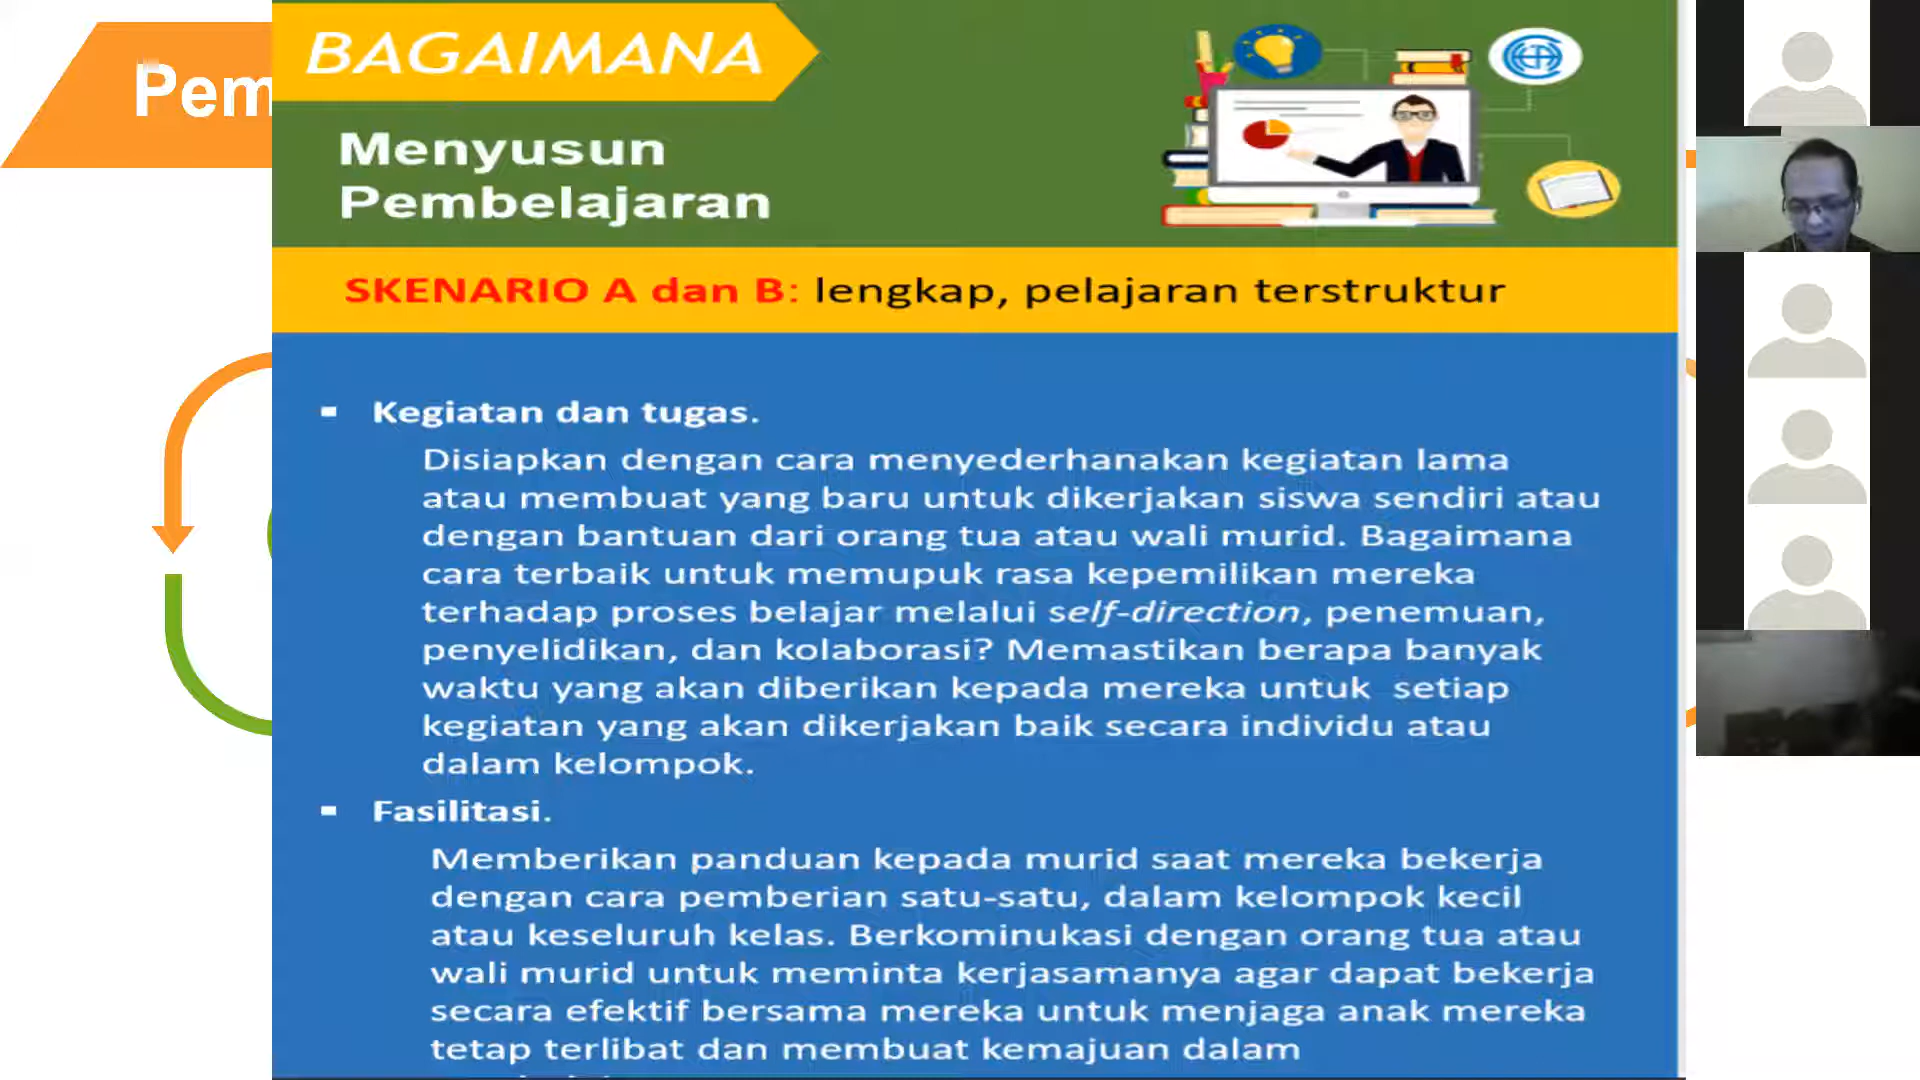 Pem
BAGAIMANA
Menyusun
Pembelajaran
SKENARIO A dan B: lengkap, pelajaran terstruktur
▪ Kegiatan dan tugas.
Disiapkan dengan cara menyederhanakan kegiatan lama
atau membuat yang baru untuk dikerjakan siswa sendiri atau
dengan bantuan dari orang tua atau wali murid. Bagaimana
cara terbaik untuk memupuk rasa kepemilikan mereka
terhadap proses belajar melalui self-direction, penemuan,
penyelidikan, dan kolaborasi? Memastikan berapa banyak
waktu yang akan diberikan kepada mereka untuk setiap
kegiatan yang akan dikerjakan baik secara individu atau
dalam kelompok.
▪ Fasilitasi.
Memberikan panduan kepada murid saat mereka bekerja
dengan cara pemberian satu-satu, dalam kelompok kecil
atau keseluruh kelas. Berkominukasi dengan orang tua atau
wali murid untuk meminta kerjasamanya agar dapat bekerja
secara efektif bersama mereka untuk menjaga anak mereka
tetap terlibat dan membuat kemajuan dalam